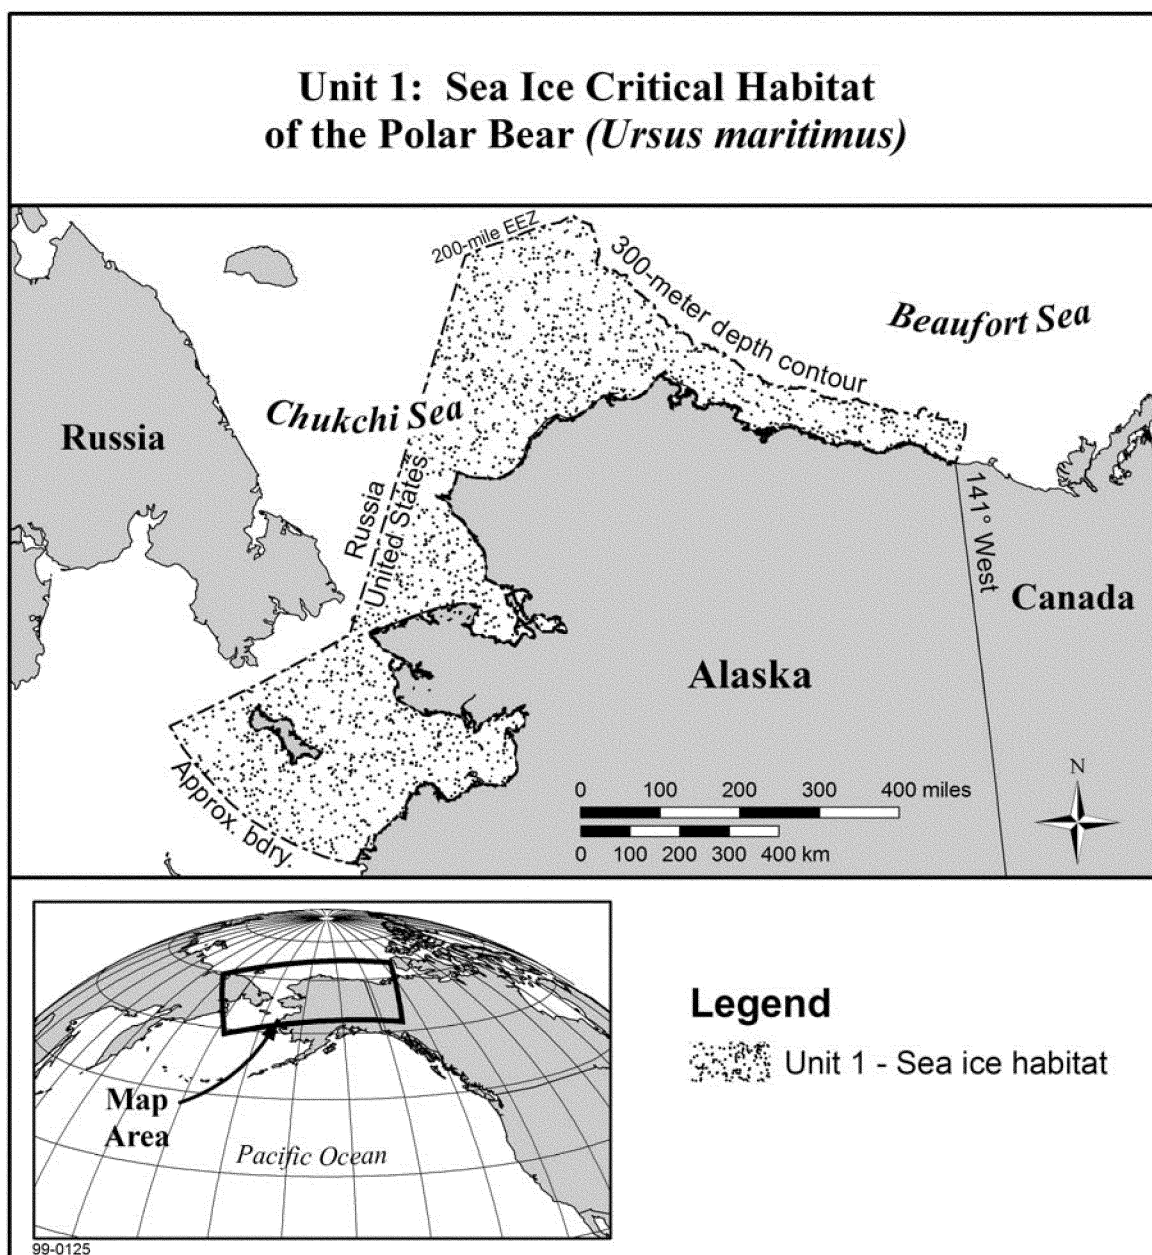 Unit 1: Sea Ice Critical Habitat
of the Polar Bear (Ursus maritimus)
200-mile EEZ
300-meter depth contour
Beaufort Sea
Chukchi Sea
Russia
Russia
United States
141° West
Canada
Alaska
Approx. bdry.
N
0 100 200 300 400 miles
0 100 200 300 400 km
Map
Area
Pacific Ocean
Legend
Unit 1 - Sea ice habitat
99-0125